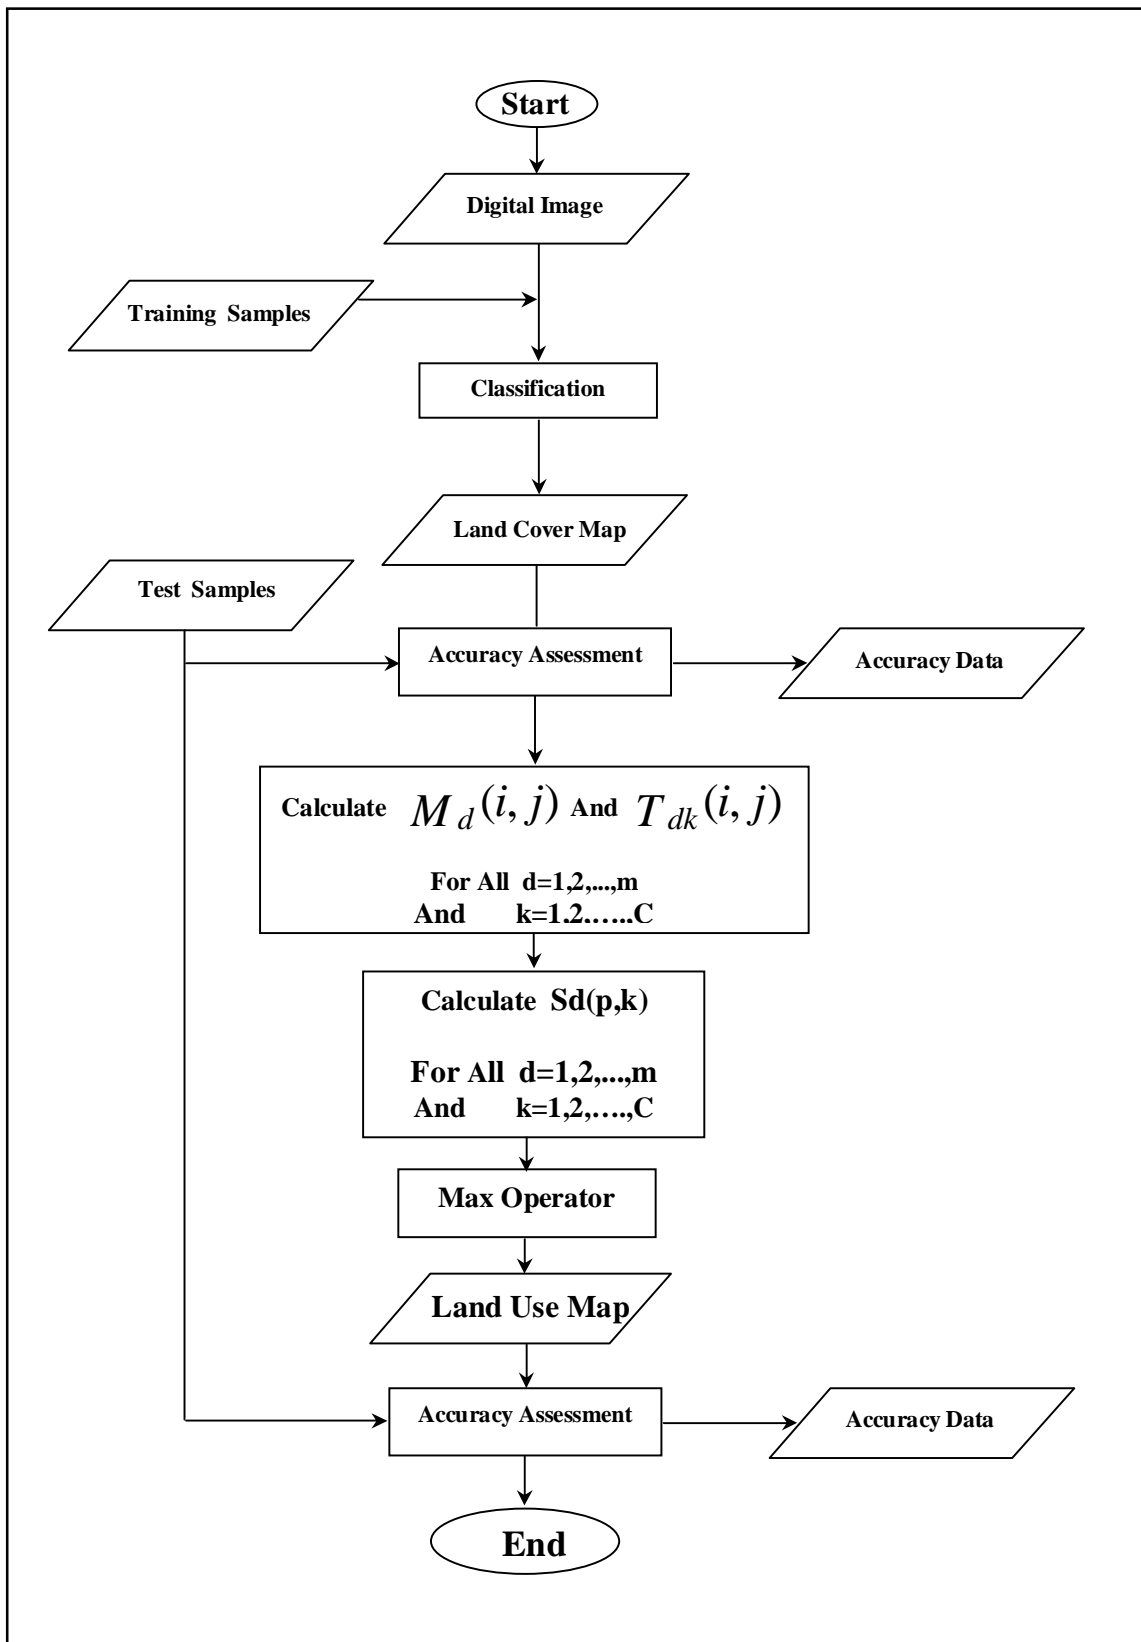 Start
Digital Image
Training Samples
Classification
Land Cover Map
Test Samples
Accuracy Assessment
Accuracy Data
Calculate M d (i, j) And T dk (i, j)
For All d=1,2,...,m
And k=1,2,….,C
Calculate Sd(p,k)
For All d=1,2,...,m
And k=1,2,….,C
Max Operator
Land Use Map
Accuracy Assessment
Accuracy Data
End